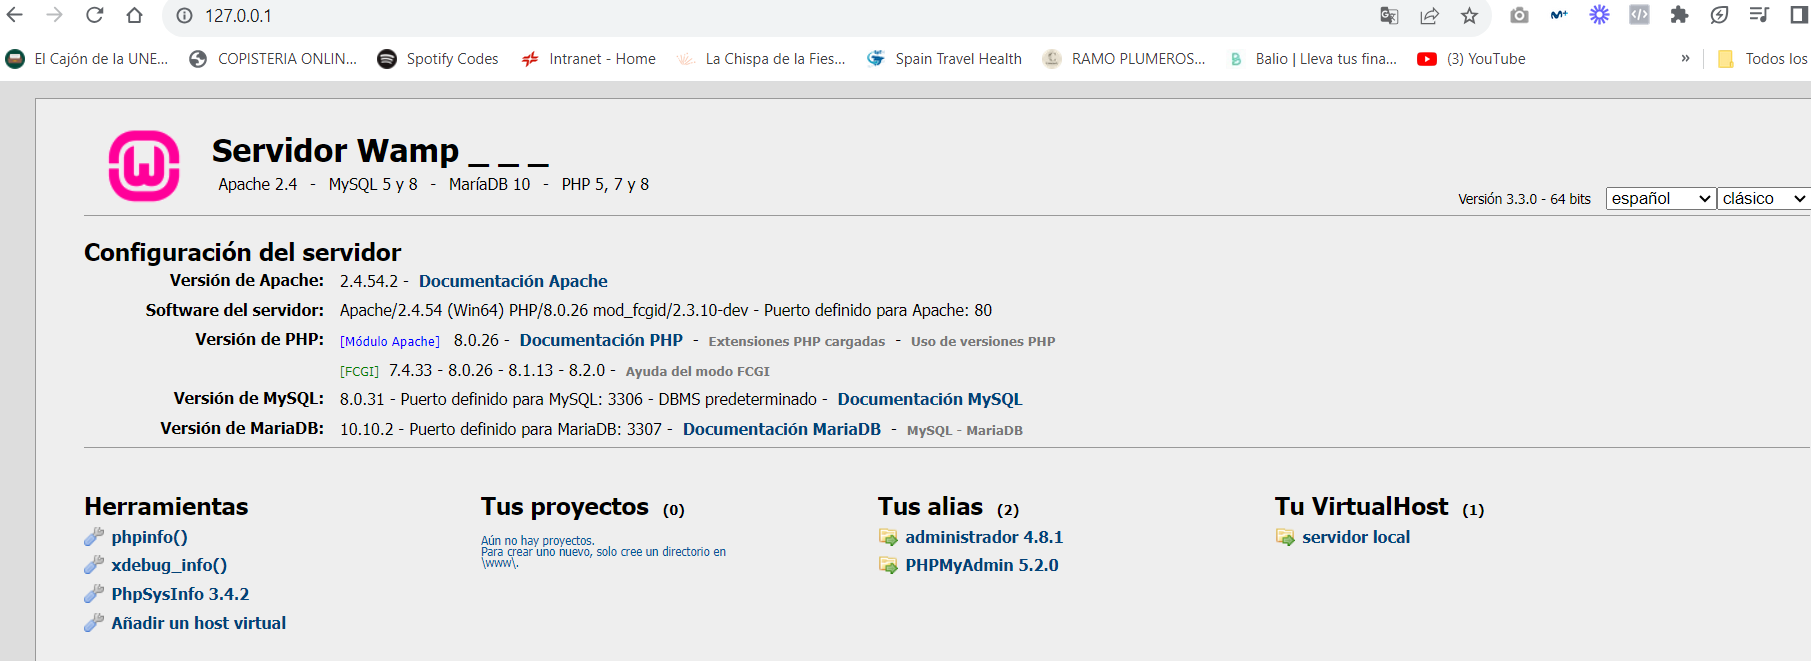 127.0.0.1
El Cajón de la UNE... COPISTERIA ONLIN... Spotify Codes Intranet - Home La Chispa de la Fies... Spain Travel Health RAMO PLUMEROS... Balio | Lleva tus fina... (3) YouTube » Todos los
Servidor Wamp _ _ _
Apache 2.4 - MySQL 5 y 8 - MaríaDB 10 - PHP 5, 7 y 8
Versión 3.3.0 - 64 bits español clásico
Configuración del servidor
Versión de Apache: 2.4.54.2 - Documentación Apache
Software del servidor: Apache/2.4.54 (Win64) PHP/8.0.26 mod_fcgid/2.3.10-dev - Puerto definido para Apache: 80
Versión de PHP: [Módulo Apache] 8.0.26 - Documentación PHP - Extensiones PHP cargadas - Uso de versiones PHP
[FCGI] 7.4.33 - 8.0.26 - 8.1.13 - 8.2.0 - Ayuda del modo FCGI
Versión de MySQL: 8.0.31 - Puerto definido para MySQL: 3306 - DBMS predeterminado - Documentación MySQL
Versión de MariaDB: 10.10.2 - Puerto definido para MariaDB: 3307 - Documentación MariaDB - MySQL - MariaDB
Herramientas
phpinfo()
xdebug_info()
PhpSysInfo 3.4.2
Añadir un host virtual
Tus proyectos (0)
Aún no hay proyectos.
Para crear uno nuevo, solo cree un directorio en
\www\.
Tus alias (2)
administrador 4.8.1
PHPMyAdmin 5.2.0
Tu VirtualHost (1)
servidor local